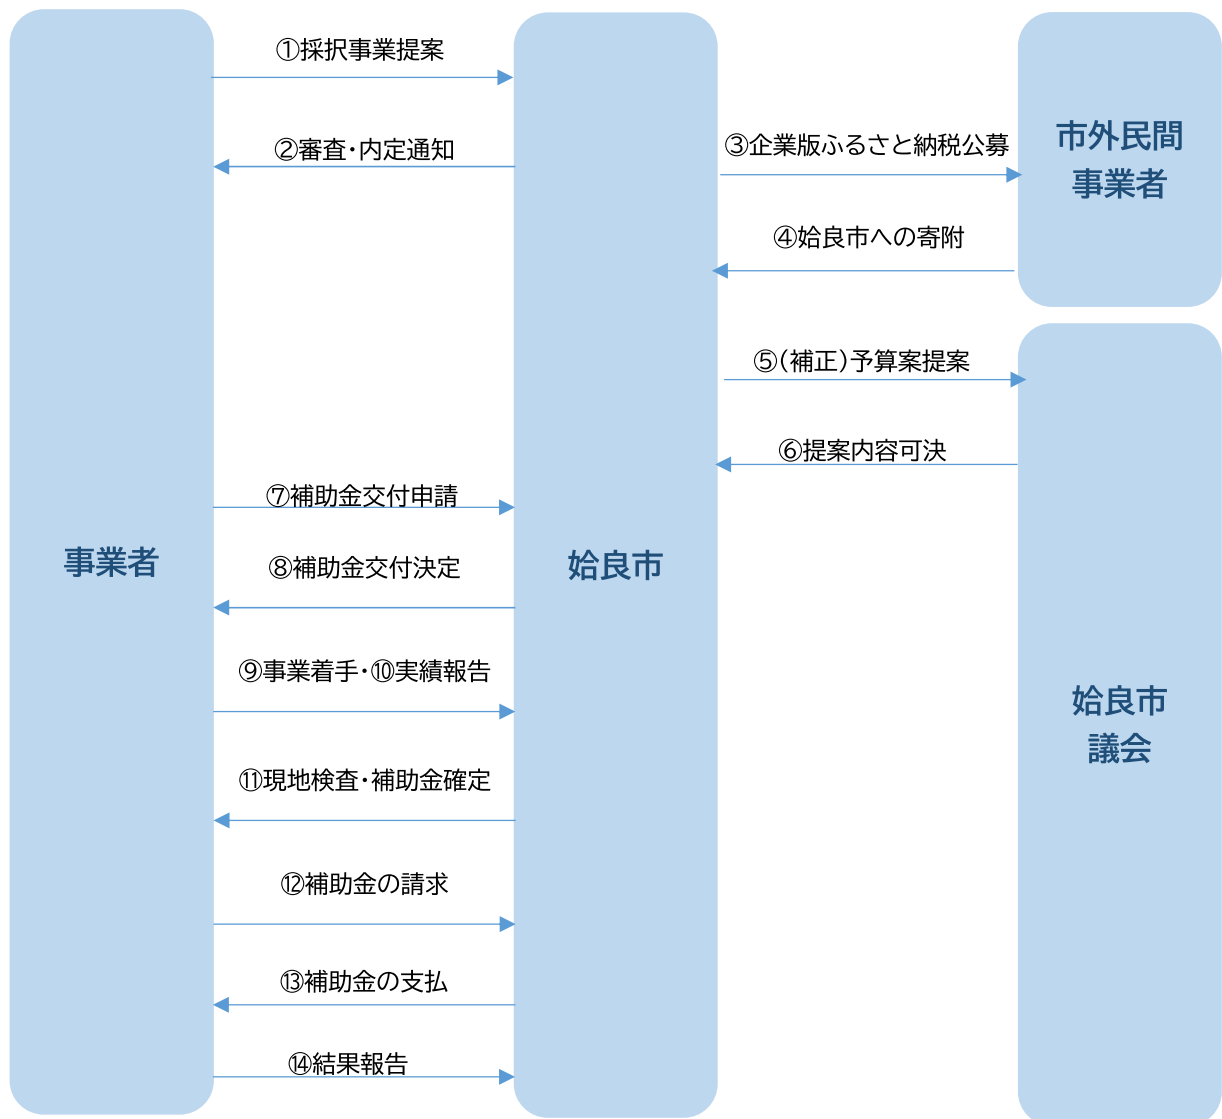 ①採択事業提案
②審査・内定通知
③企業版ふるさと納税公募
市外民間
事業者
④姶良市への寄附
⑤（補正）予算案提案
⑥提案内容可決
⑦補助金交付申請
事業者
姶良市
⑧補助金交付決定
⑨事業着手・⑩実績報告
姶良市
議会
⑪現地検査・補助金確定
⑫補助金の請求
⑬補助金の支払
⑭結果報告